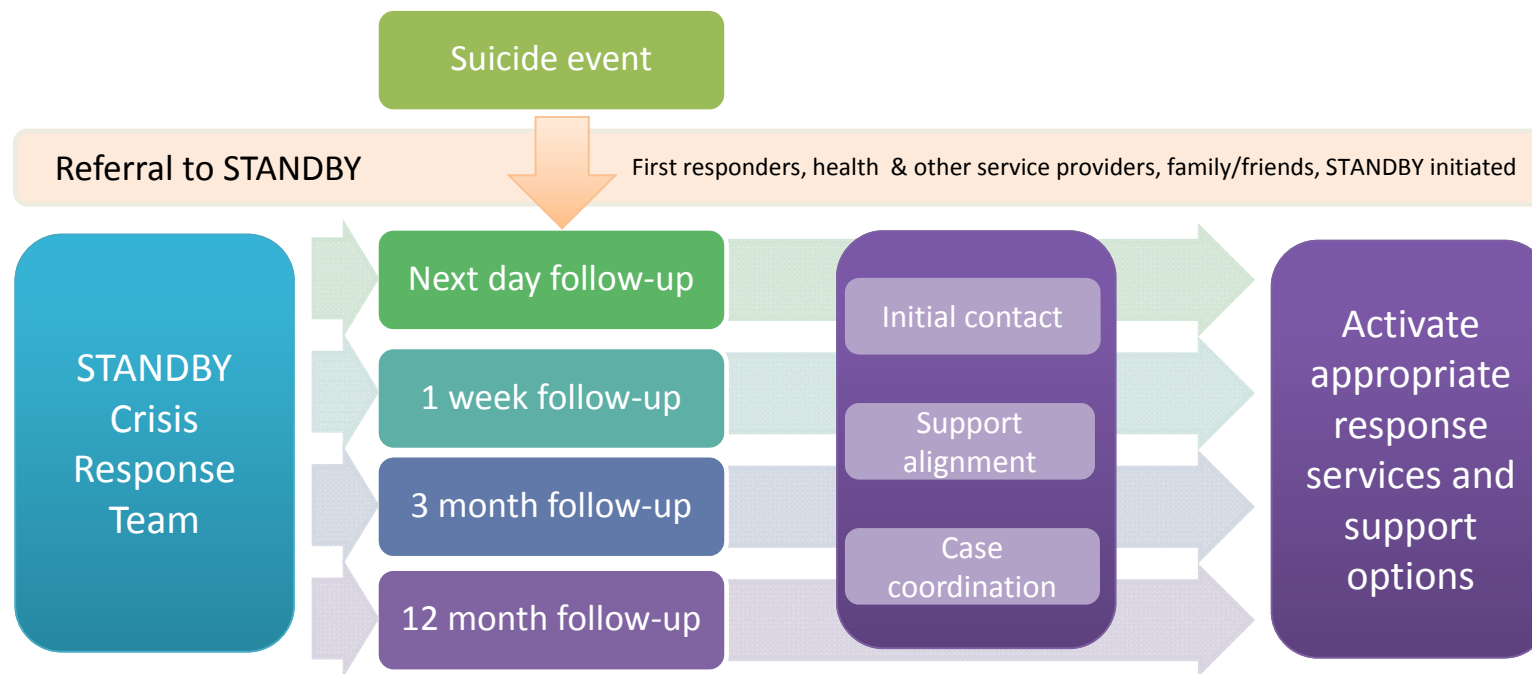 Suicide event
Referral to STANDBY
First responders, health & other service providers, family/friends, STANDBY initiated
STANDBY
Crisis
Response
Team
Next day follow-up
1 week follow-up
3 month follow-up
12 month follow-up
Initial contact
Support
alignment
Case
coordination
Activate
appropriate
response
services and
support
options